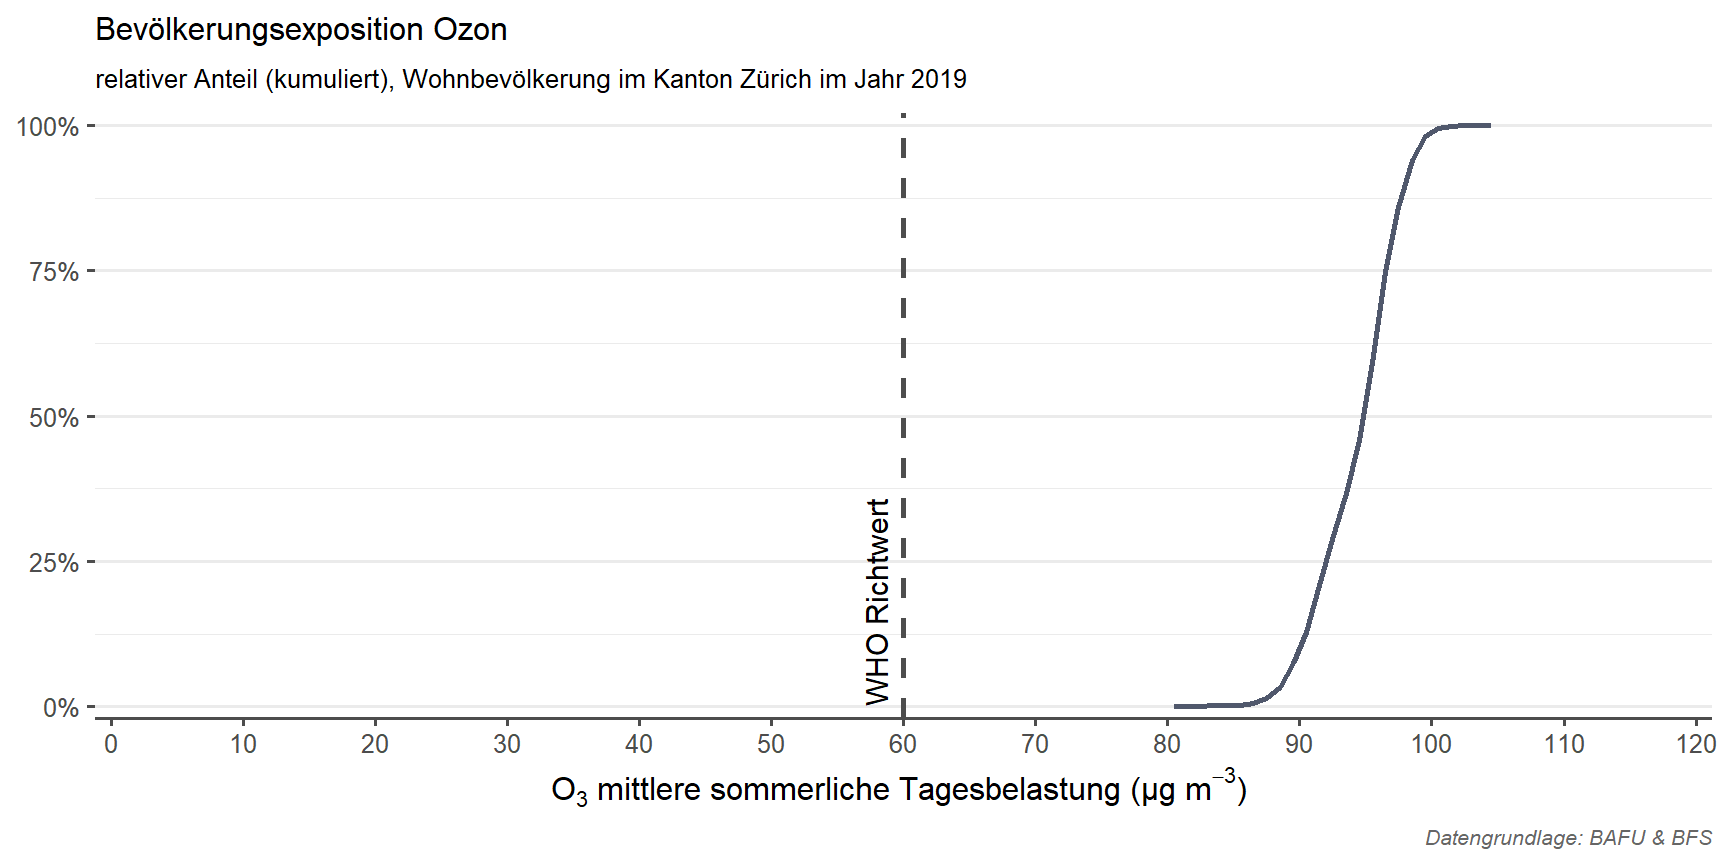 Bevölkerungsexposition Ozon
relativer Anteil (kumuliert), Wohnbevölkerung im Kanton Zürich im Jahr 2019
100%
75%
50%
25%
0%
WHO Richtwert
0 10 20 30 40 50 60 70 80 90 100 110 120
O₃ mittlere sommerliche Tagesbelastung (µg m⁻³)
Datengrundlage: BAFU & BFS